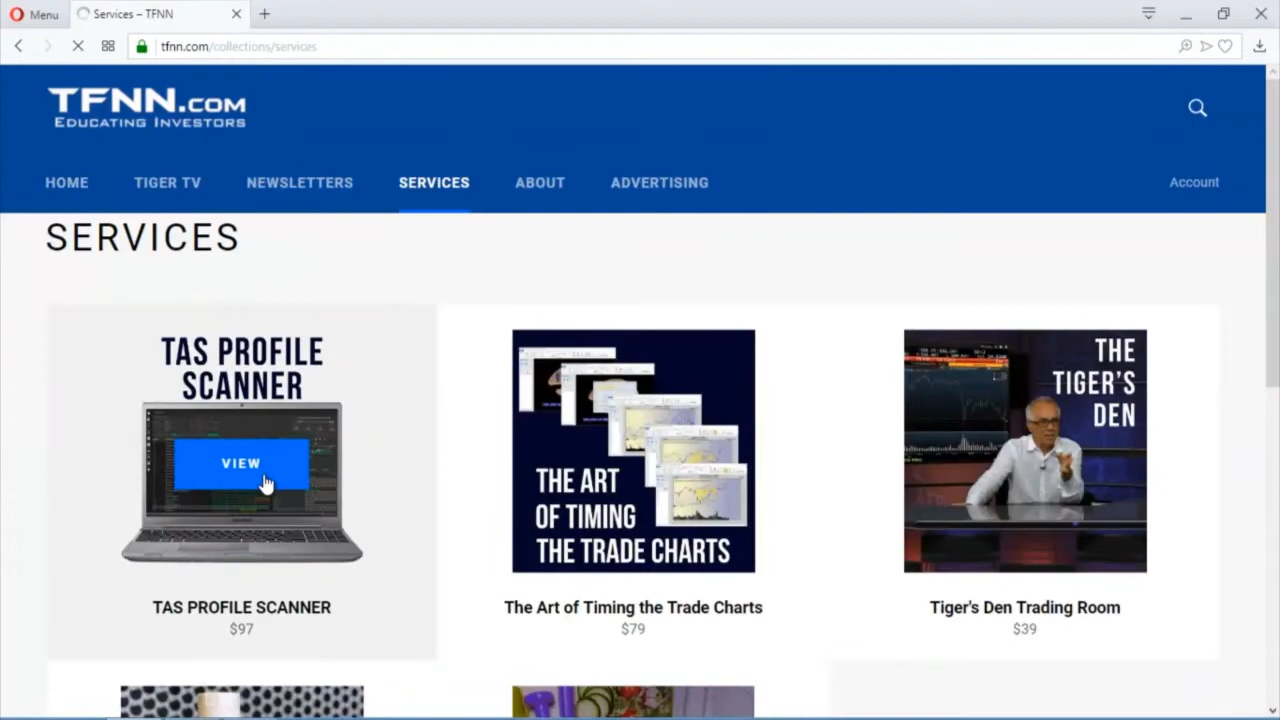 Menu
Services – TFNN
tfnn.com/collections/services
TFNN.COM
EDUCATING INVESTORS
HOME
TIGER TV
NEWSLETTERS
SERVICES
ABOUT
ADVERTISING
Account
SERVICES
TAS PROFILE
SCANNER
VIEW
TAS PROFILE SCANNER
$97
THE ART
OF TIMING
THE TRADE CHARTS
The Art of Timing the Trade Charts
$79
THE
TIGER'S
DEN
Tiger's Den Trading Room
$39